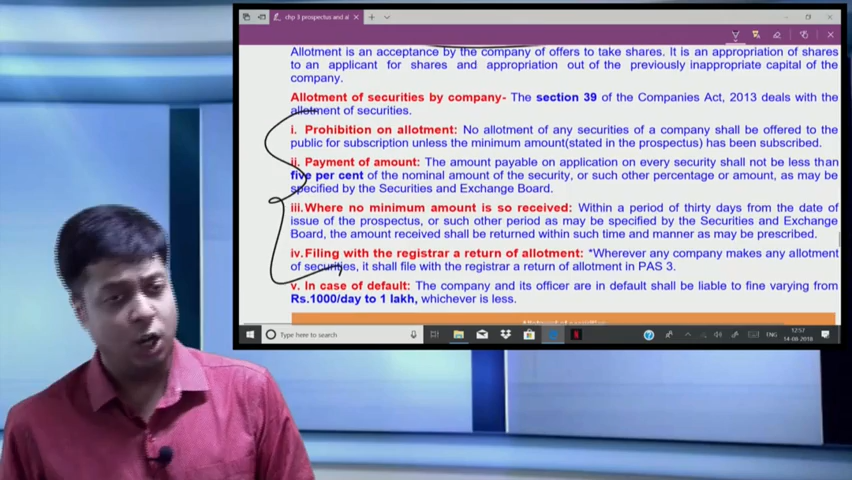 chp 3 prospectus and al
Allotment is an acceptance by the company of offers to take shares. It is an appropriation of shares
to an applicant for shares and appropriation out of the previously inappropriate capital of the
company.
Allotment of securities by company- The section 39 of the Companies Act, 2013 deals with the
allotment of securities.
i. Prohibition on allotment: No allotment of any securities of a company shall be offered to the
public for subscription unless the minimum amount(stated in the prospectus) has been subscribed.
ii. Payment of amount: The amount payable on application on every security shall not be less than
five per cent of the nominal amount of the security, or such other percentage or amount, as may be
specified by the Securities and Exchange Board.
iii. Where no minimum amount is so received: Within a period of thirty days from the date of
issue of the prospectus, or such other period as may be specified by the Securities and Exchange
Board, the amount received shall be returned within such time and manner as may be prescribed.
iv. Filing with the registrar a return of allotment: *Wherever any company makes any allotment
of securities, it shall file with the registrar a return of allotment in PAS 3.
v. In case of default: The company and its officer are in default shall be liable to fine varying from
Rs.1000/day to 1 lakh, whichever is less.
Type here to search
ENG
12:57
14-08-2018